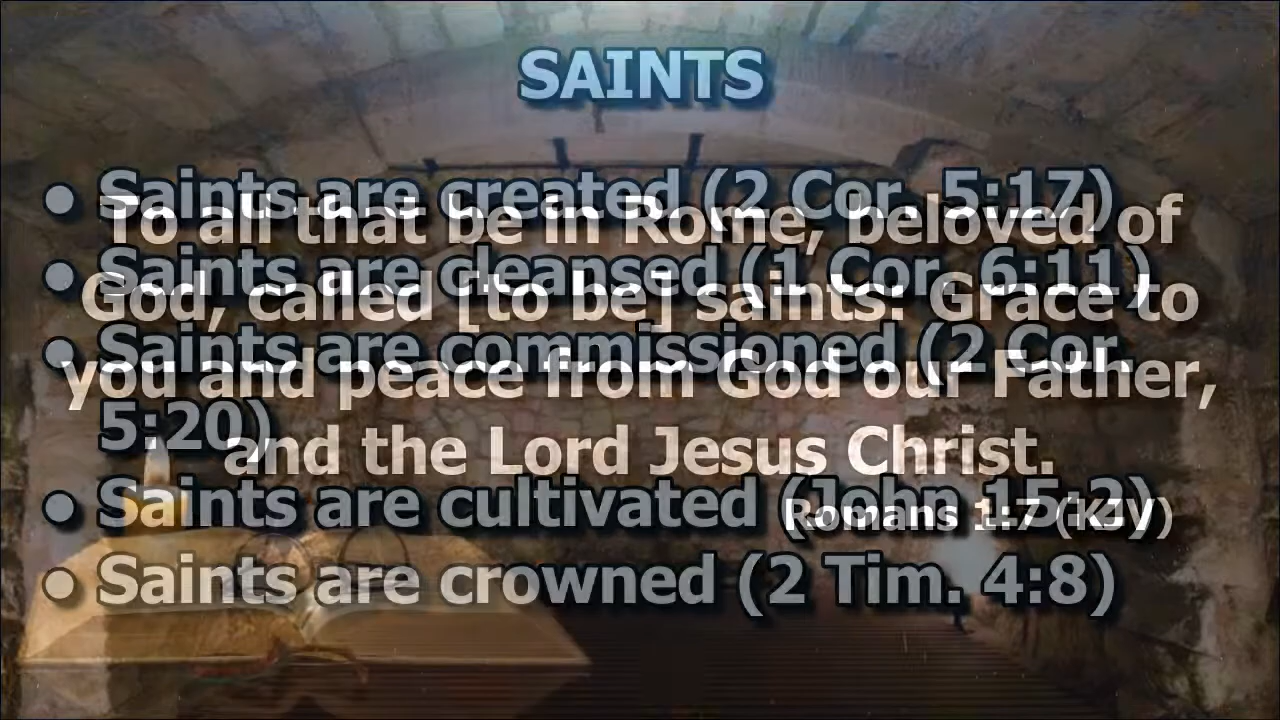 SAINTS
• Saints are created (2 Cor. 5:17)
• Saints are cleansed (1 Cor. 6:11)
• Saints are commissioned (2 Cor.
5:20)
• Saints are cultivated (John 15:2)
• Saints are crowned (2 Tim. 4:8)
To all that be in Rome, beloved of
God, called [to be] saints: Grace to
you and peace from God our Father,
and the Lord Jesus Christ.
Romans 1:7 (KJV)